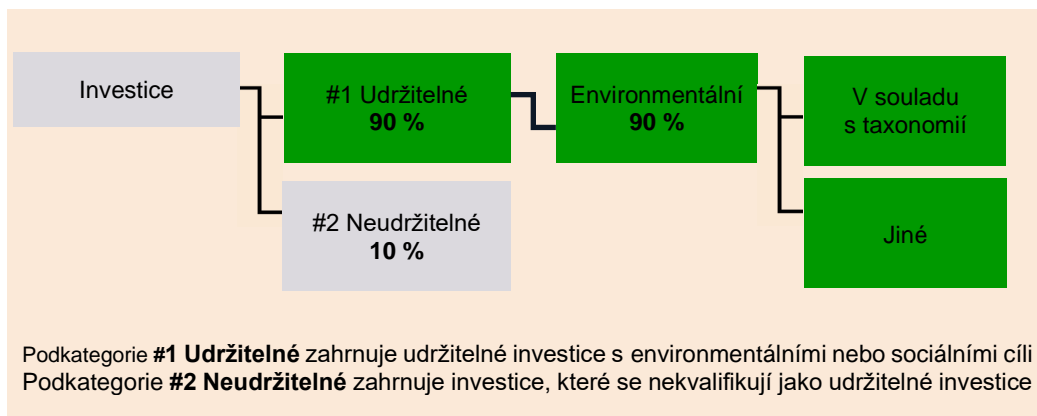 Investice
#1 Udržitelné
90 %
Environmentální
90 %
V souladu
s taxonomií
#2 Neudržitelné
10 %
Jiné
Podkategorie #1 Udržitelné zahrnuje udržitelné investice s environmentálními nebo sociálními cíli
Podkategorie #2 Neudržitelné zahrnuje investice, které se nekvalifikují jako udržitelné investice